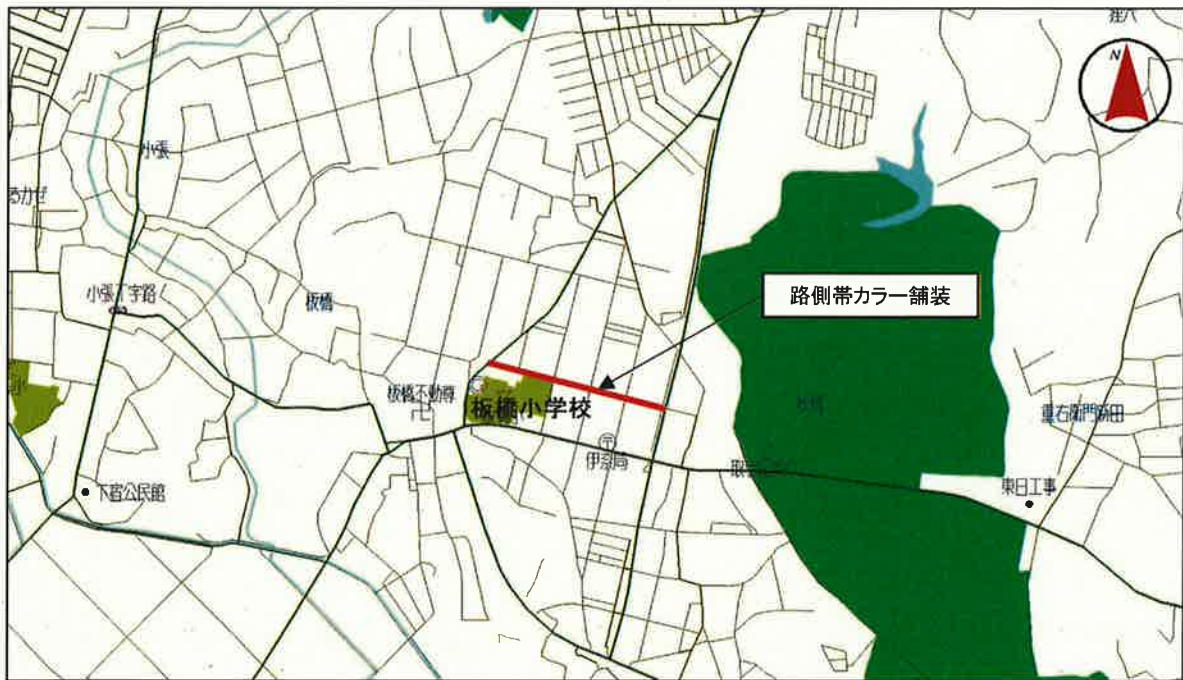 N
小張
小張丁字路
板橋
路側帯カラー舗装
板橋不動尊
板橋小学校
伊奈局
下宿公民館
東日工事